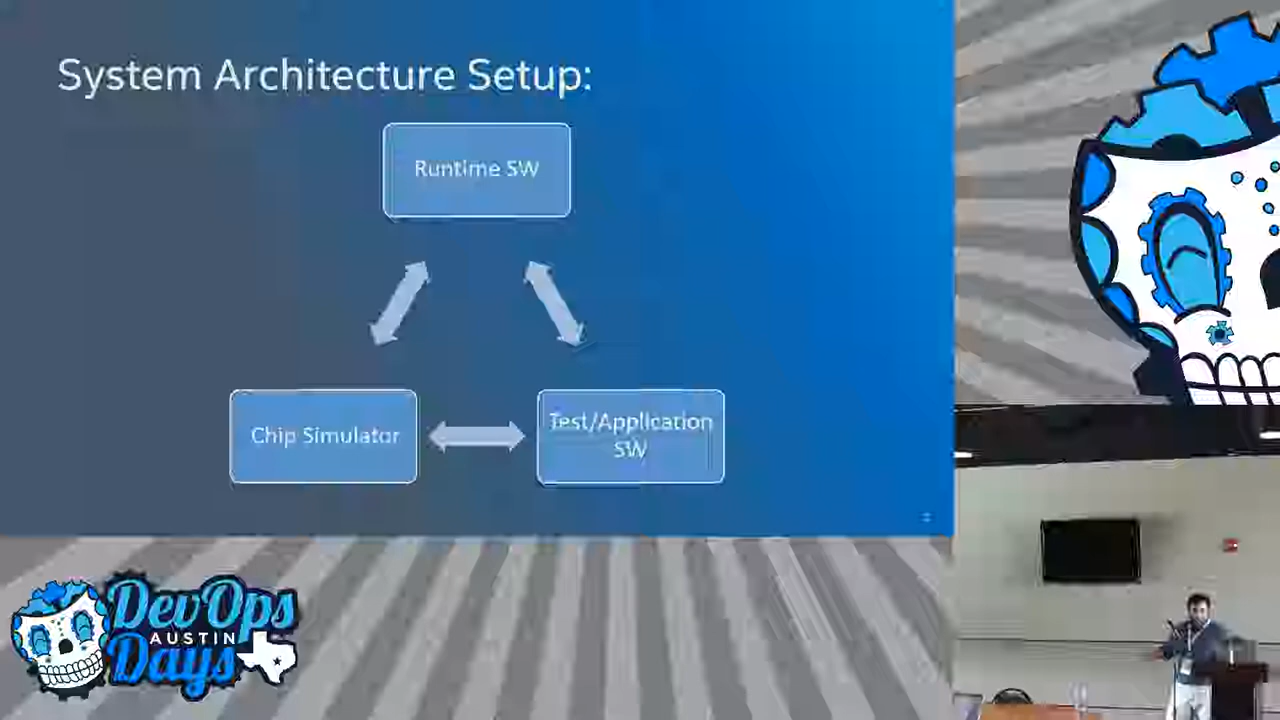 System Architecture Setup:
Runtime SW
Chip Simulator
Test/Application
SW
DevOps
AUSTIN
Days